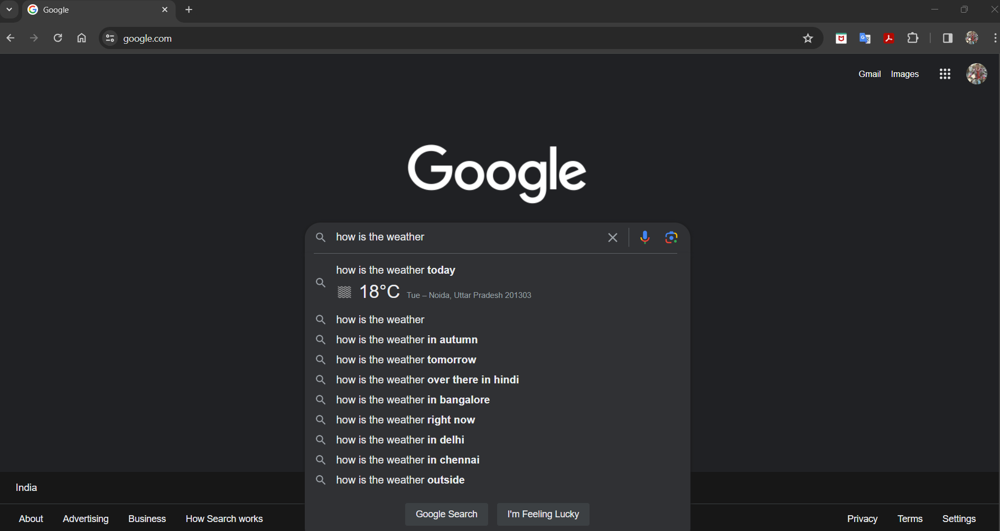 Google
google.com
Gmail Images
Google
how is the weather
how is the weather today
18°C Tue – Noida, Uttar Pradesh 201303
how is the weather
how is the weather in autumn
how is the weather tomorrow
how is the weather over there in hindi
how is the weather in bangalore
how is the weather right now
how is the weather in delhi
how is the weather in chennai
how is the weather outside
Google Search I'm Feeling Lucky
India
About Advertising Business How Search works Privacy Terms Settings